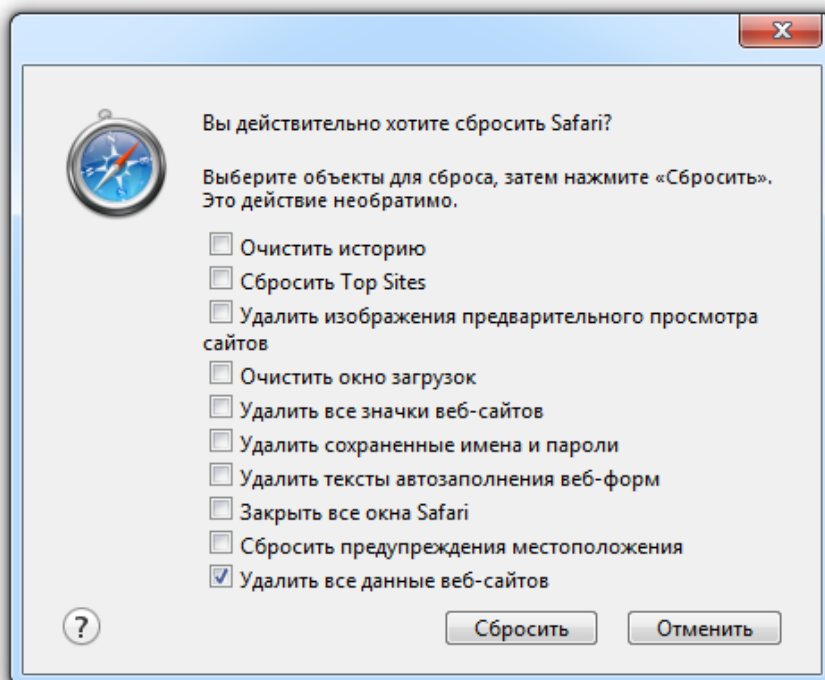 Вы действительно хотите сбросить Safari?
Выберите объекты для сброса, затем нажмите «Сбросить».
Это действие необратимо.
Очистить историю
Сбросить Top Sites
Удалить изображения предварительного просмотра
сайтов
Очистить окно загрузок
Удалить все значки веб-сайтов
Удалить сохраненные имена и пароли
Удалить тексты автозаполнения веб-форм
Закрыть все окна Safari
Сбросить предупреждения местоположения
Удалить все данные веб-сайтов
? Сбросить Отменить